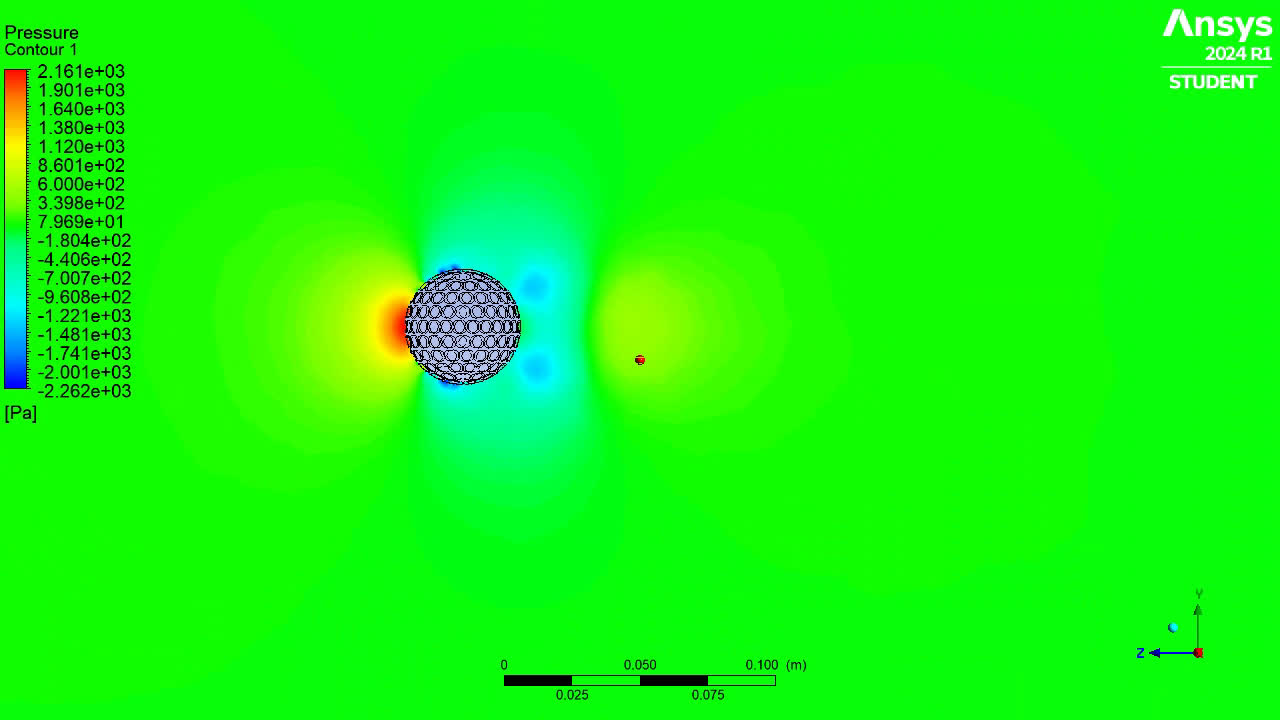 Pressure
Contour 1
2.161e+03
1.901e+03
1.640e+03
1.380e+03
1.120e+03
8.601e+02
6.000e+02
3.398e+02
7.969e+01
-1.804e+02
-4.406e+02
-7.007e+02
-9.608e+02
-1.221e+03
-1.481e+03
-1.741e+03
-2.001e+03
-2.262e+03
[Pa]
Ansys
2024 R1
STUDENT
Y
Z
0 0.050 0.100 (m)
0.025 0.075